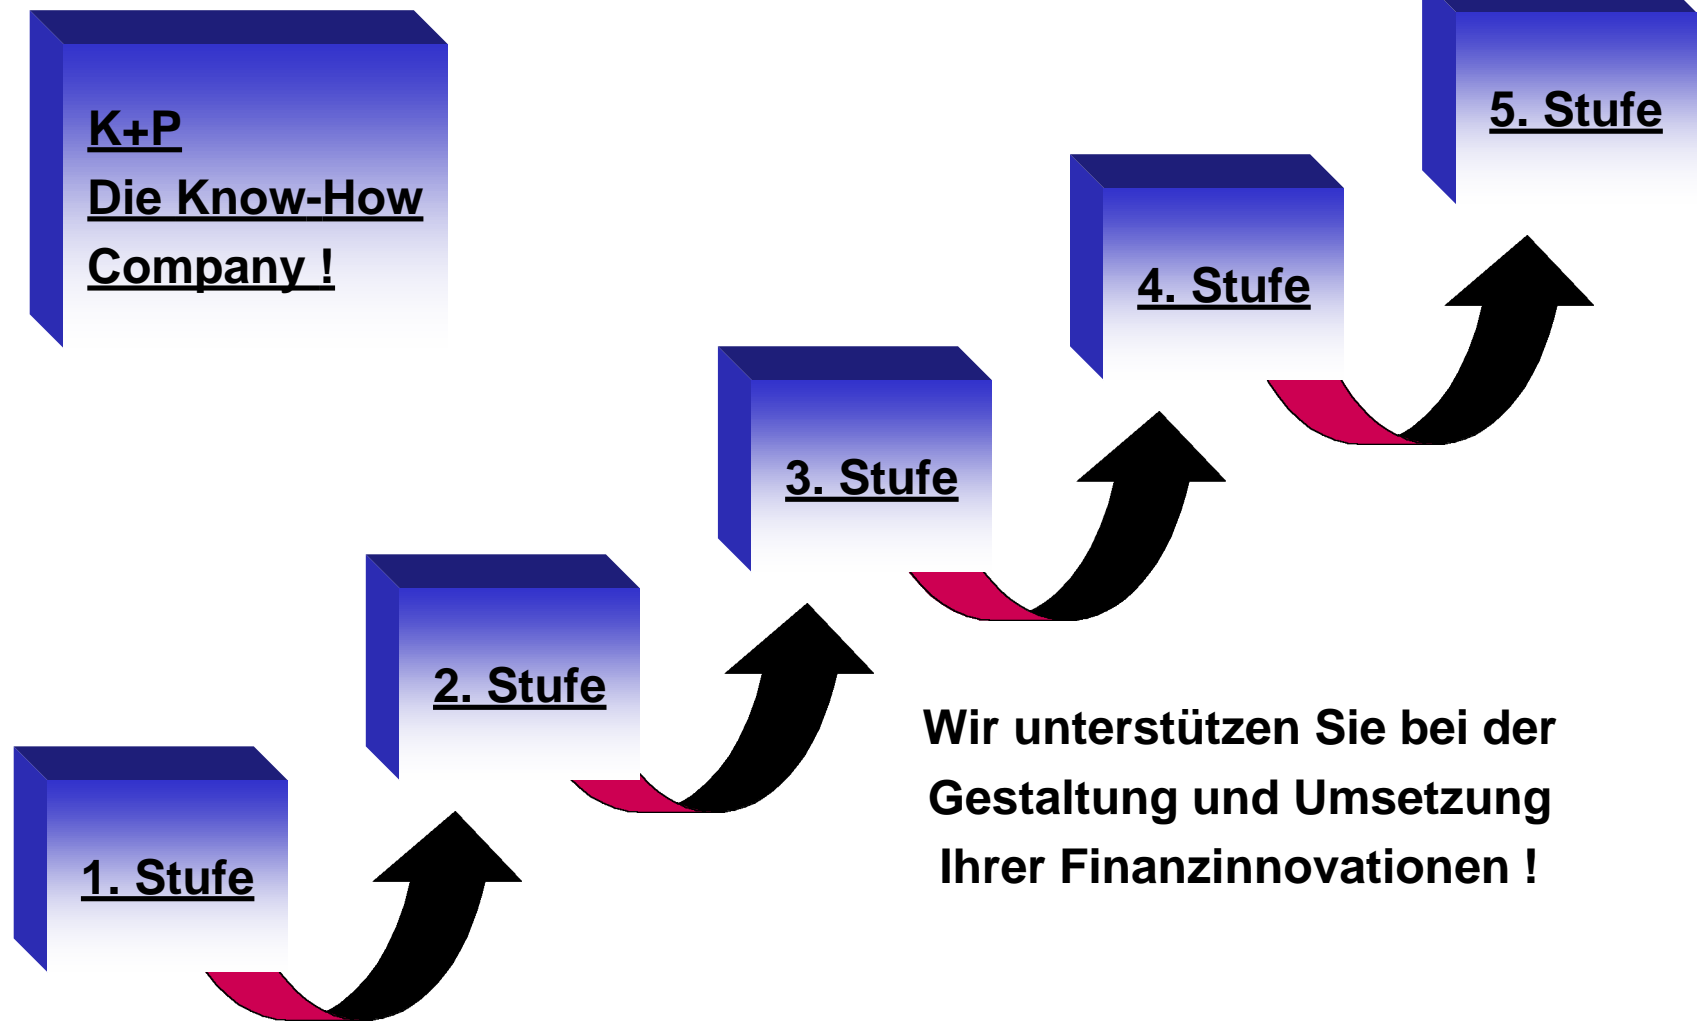 K+P
Die Know-How
Company !
5. Stufe
4. Stufe
3. Stufe
2. Stufe
1. Stufe
Wir unterstützen Sie bei der
Gestaltung und Umsetzung
Ihrer Finanzinnovationen !